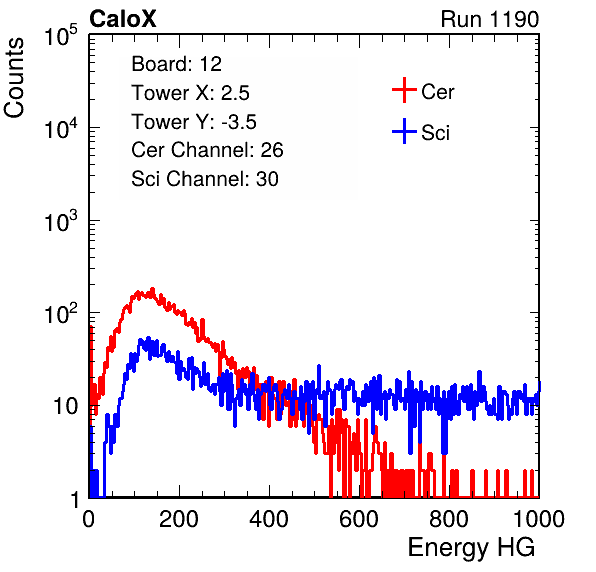 CaloX
Run 1190
Counts
10^5
10^4
10^3
10^2
10
1
Board: 12
Tower X: 2.5
Tower Y: -3.5
Cer Channel: 26
Sci Channel: 30
Cer
Sci
0 200 400 600 800 1000
Energy HG